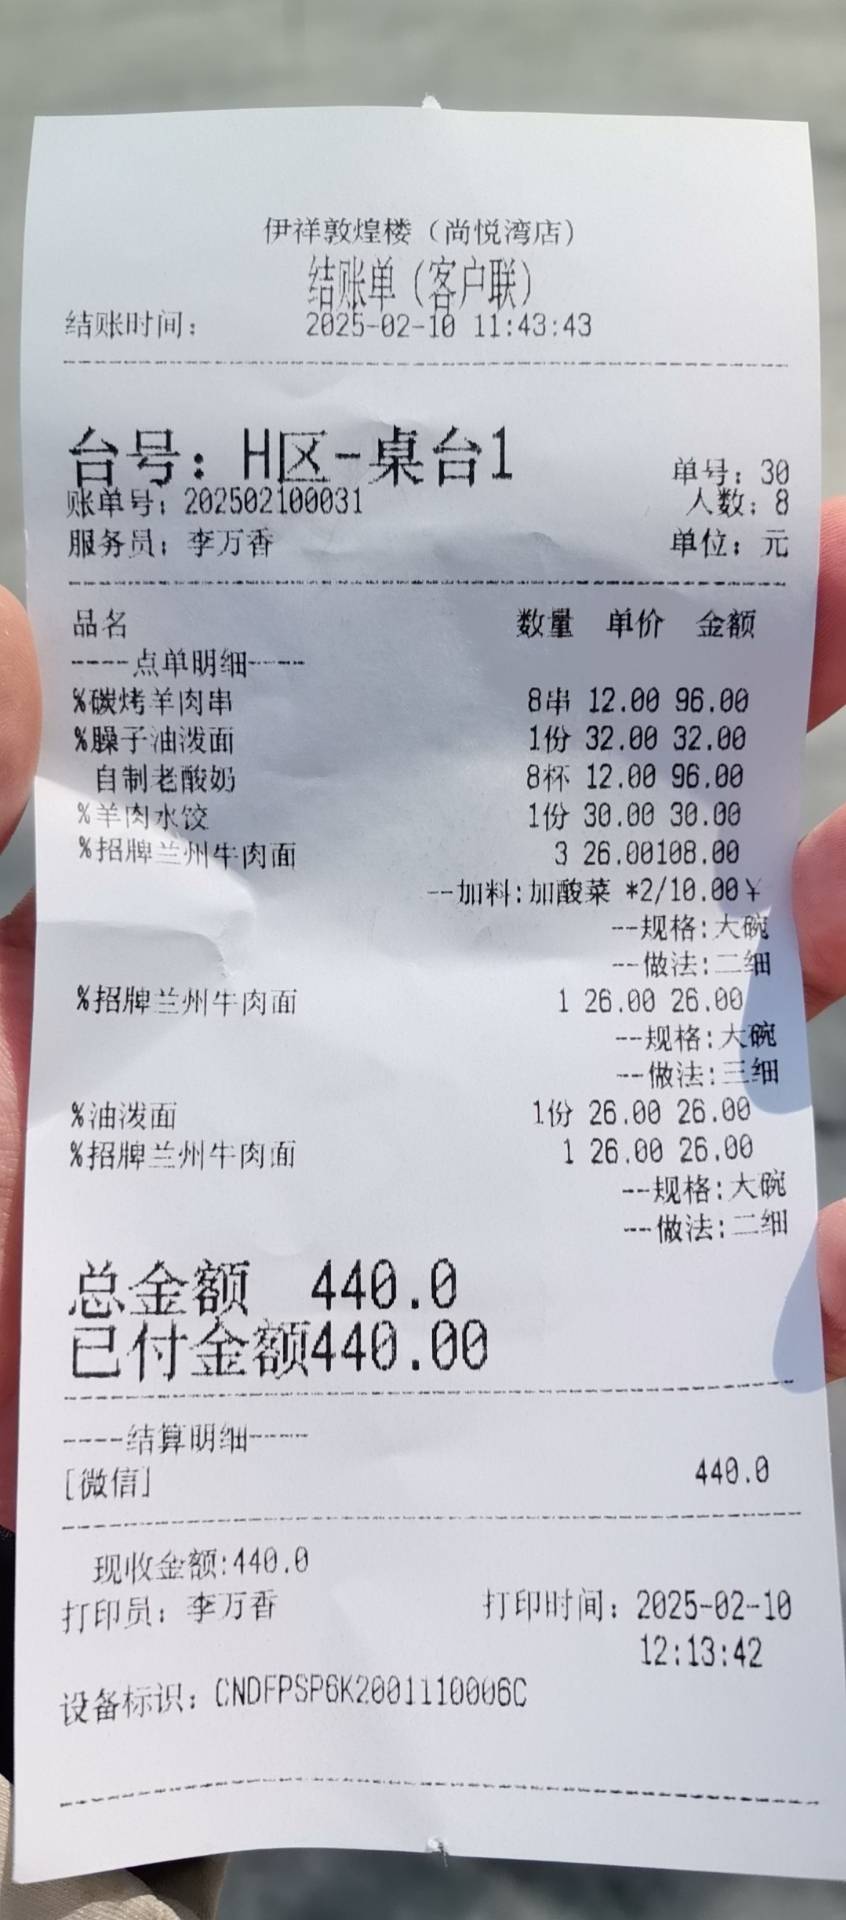 伊祥敦煌楼（尚悦湾店）
结账单（客户联）
结账时间： 2025-02-10 11:43:43
台号：H区-桌台1
单号：30
账单号：202502100031 人数：8
服务员：李万香 单位：元
品名 数量 单价 金额
----点单明细----
%碳烤羊肉串 8串 12.00 96.00
%臊子油泼面 1份 32.00 32.00
自制老酸奶 8杯 12.00 96.00
%羊肉水饺 1份 30.00 30.00
%招牌兰州牛肉面 3 26.00108.00
--加料:加酸菜 *2/10.00¥
--规格:大碗
--做法:二细
%招牌兰州牛肉面 1 26.00 26.00
--规格:大碗
--做法:三细
%油泼面 1份 26.00 26.00
%招牌兰州牛肉面 1 26.00 26.00
--规格:大碗
--做法:二细
总金额 440.0
已付金额440.00
----结算明细----
[微信] 440.0
现收金额:440.0
打印员：李万香 打印时间：2025-02-10
12:13:42
设备标识：CNDFPSP6K2001110006C